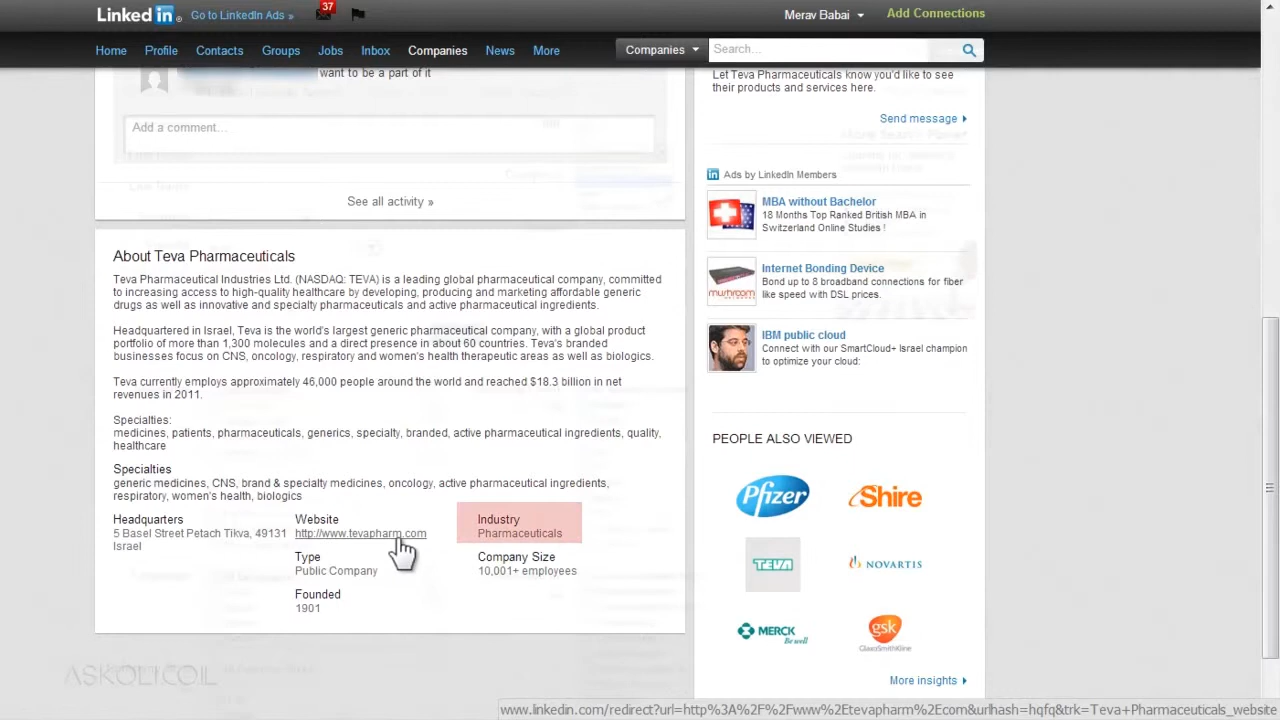 Linked in
Go to LinkedIn Ads »
37
Merav Babai
Add Connections
Home Profile Contacts Groups Jobs Inbox Companies News More
Companies
Search...
want to be a part of it
Add a comment...
See all activity »
About Teva Pharmaceuticals
Teva Pharmaceutical Industries Ltd. (NASDAQ: TEVA) is a leading global pharmaceutical company, committed
to increasing access to high-quality healthcare by developing, producing and marketing affordable generic
drugs as well as innovative and specialty pharmaceuticals and active pharmaceutical ingredients.
Headquartered in Israel, Teva is the world's largest generic pharmaceutical company, with a global product
portfolio of more than 1,300 molecules and a direct presence in about 60 countries. Teva's branded
businesses focus on CNS, oncology, respiratory and women's health therapeutic areas as well as biologics.
Teva currently employs approximately 46,000 people around the world and reached $18.3 billion in net
revenues in 2011.
Specialties:
medicines, patients, pharmaceuticals, generics, specialty, branded, active pharmaceutical ingredients, quality,
healthcare
Specialties
generic medicines, CNS, brand & specialty medicines, oncology, active pharmaceutical ingredients,
respiratory, women's health, biologics
Headquarters
5 Basel Street Petach Tikva, 49131
Israel
Website
http://www.tevapharm.com
Type
Public Company
Founded
1901
Industry
Pharmaceuticals
Company Size
10,001+ employees
Let Teva Pharmaceuticals know you'd like to see
their products and services here.
Send message
in Ads by LinkedIn Members
MBA without Bachelor
18 Months Top Ranked British MBA in
Switzerland Online Studies !
mushroom
Internet Bonding Device
Bond up to 8 broadband connections for fiber
like speed with DSL prices.
IBM public cloud
Connect with our SmartCloud+ Israel champion
to optimize your cloud:
PEOPLE ALSO VIEWED
Pfizer
Shire
TEVA
NOVARTIS
MERCK
Be well
gsk
GlaxoSmithKline
More insights
www.linkedin.com/redirect?url=http%3A%2F%2Fwww%2Etevapharm%2Ecom&urlhash=hqfq&trk=Teva+Pharmaceuticals_website